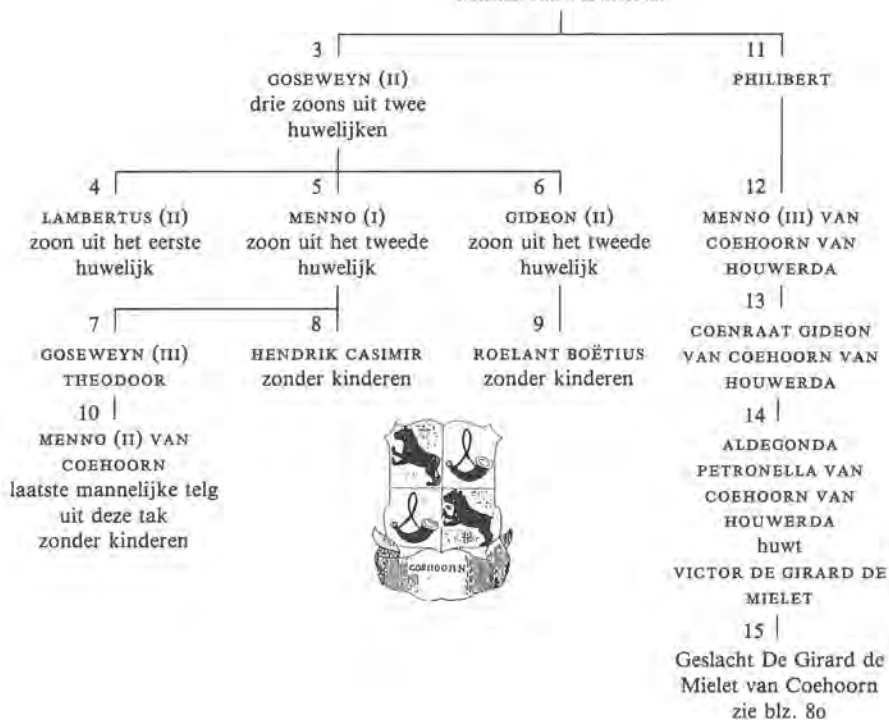 3
GOSEWEYN (II)
drie zoons uit twee
huwelijken
11
PHILIBERT
4
LAMBERTUS (II)
zoon uit het eerste
huwelijk
5
MENNO (I)
zoon uit het tweede
huwelijk
6
GIDEON (II)
zoon uit het tweede
huwelijk
12
MENNO (III) VAN
COEHOORN VAN
HOUWERDA
7
GOSEWEYN (III)
THEODOOR
8
HENDRIK CASIMIR
zonder kinderen
9
ROELANT BOËTIUS
zonder kinderen
13
COENRAAT GIDEON
VAN COEHOORN VAN
HOUWERDA
10
MENNO (II) VAN
COEHOORN
laatste mannelijke telg
uit deze tak
zonder kinderen
COEHOORN
14
ALDEGONDA
PETRONELLA VAN
COEHOORN VAN
HOUWERDA
huwt
VICTOR DE GIRARD DE
MIELET
15
Geslacht De Girard de
Mielet van Coehoorn
zie blz. 80